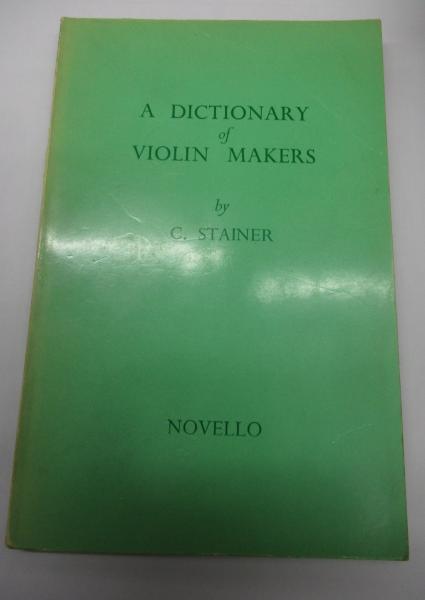 A DICTIONARY
of
VIOLIN MAKERS
by
C. STAINER
NOVELLO